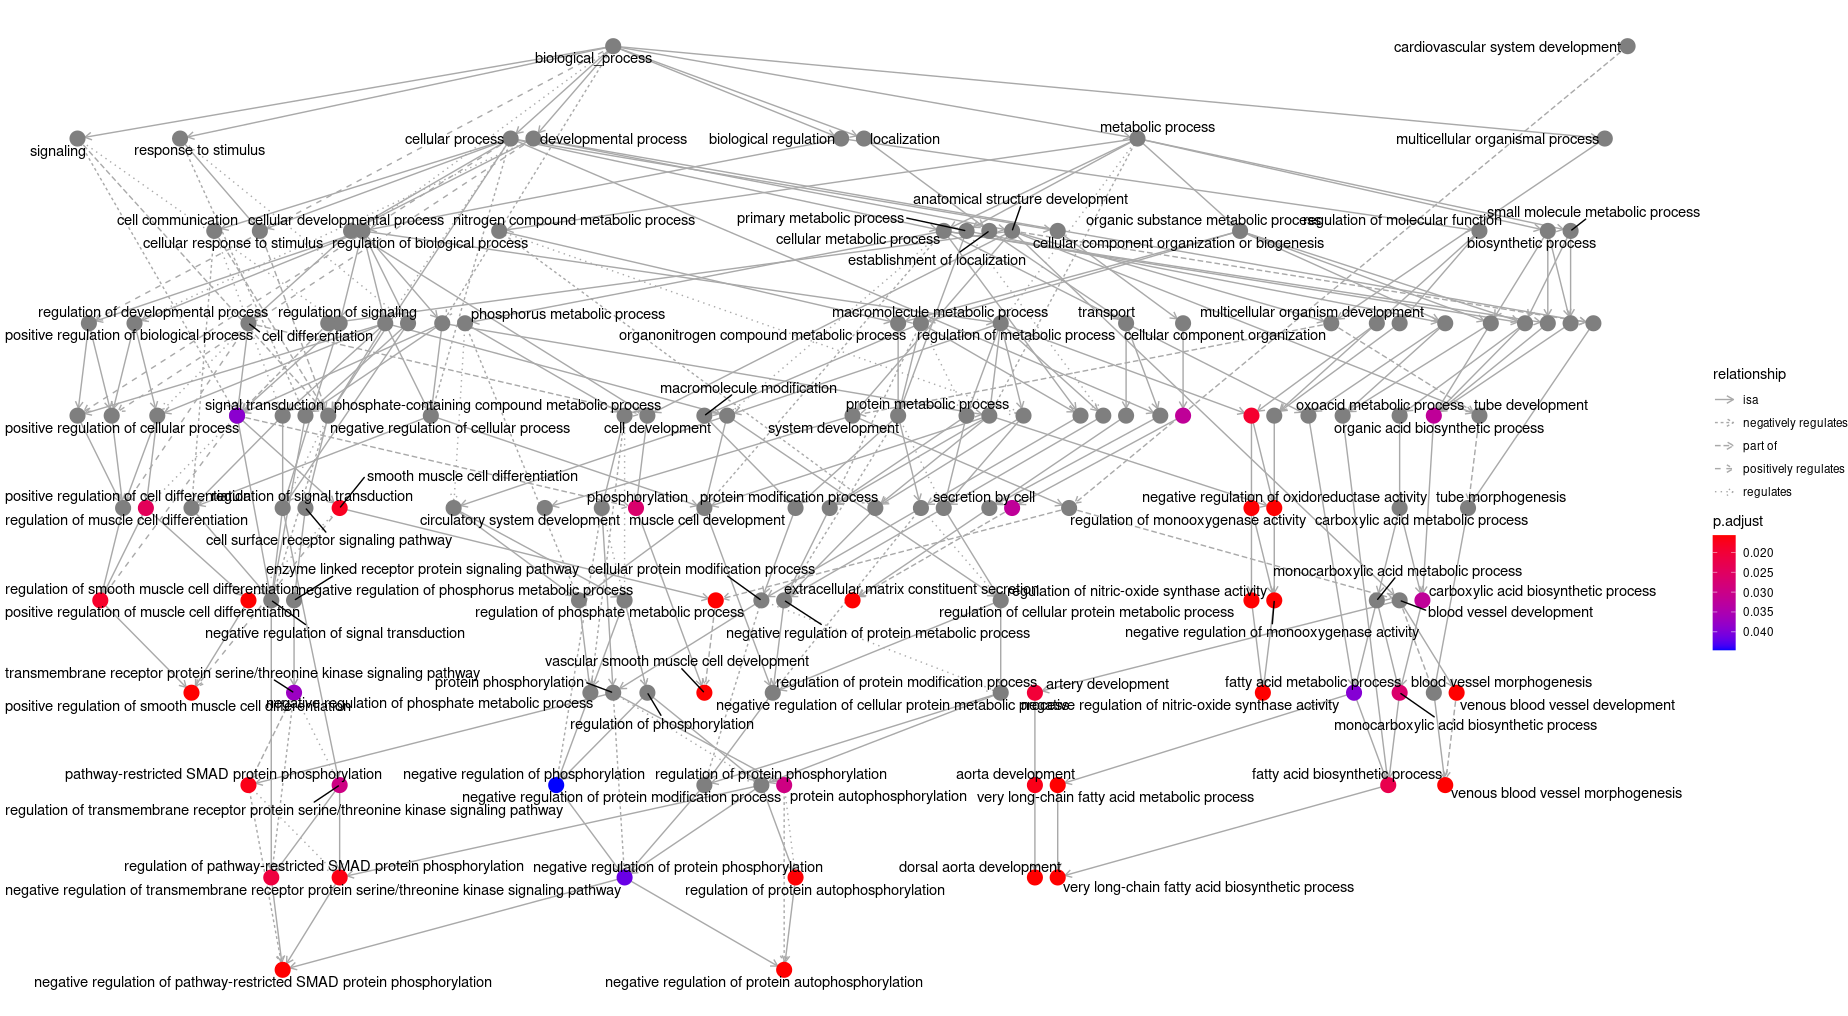 biological_process
cardiovascular system development
signaling
response to stimulus
cellular process
developmental process
biological regulation
localization
metabolic process
multicellular organismal process
cell communication
cellular developmental process
nitrogen compound metabolic process
primary metabolic process
anatomical structure development
organic substance metabolic process
regulation of molecular function
small molecule metabolic process
cellular response to stimulus
regulation of biological process
cellular metabolic process
cellular component organization or biogenesis
biosynthetic process
establishment of localization
regulation of developmental process
regulation of signaling
phosphorus metabolic process
macromolecule metabolic process
transport
multicellular organism development
positive regulation of biological process
cell differentiation
organonitrogen compound metabolic process
regulation of metabolic process
cellular component organization
macromolecule modification
signal transduction
phosphate-containing compound metabolic process
protein metabolic process
oxoacid metabolic process
tube development
positive regulation of cellular process
negative regulation of cellular process
cell development
system development
organic acid biosynthetic process
smooth muscle cell differentiation
positive regulation of cell differentiation
regulation of signal transduction
phosphorylation
protein modification process
secretion by cell
negative regulation of oxidoreductase activity
tube morphogenesis
regulation of muscle cell differentiation
circulatory system development
muscle cell development
regulation of monooxygenase activity
carboxylic acid metabolic process
cell surface receptor signaling pathway
enzyme linked receptor protein signaling pathway
cellular protein modification process
monocarboxylic acid metabolic process
regulation of smooth muscle cell differentiation
negative regulation of phosphorus metabolic process
extracellular matrix constituent secretion
regulation of nitric-oxide synthase activity
carboxylic acid biosynthetic process
positive regulation of muscle cell differentiation
regulation of phosphate metabolic process
regulation of cellular protein metabolic process
blood vessel development
negative regulation of signal transduction
negative regulation of protein metabolic process
negative regulation of monooxygenase activity
vascular smooth muscle cell development
transmembrane receptor protein serine/threonine kinase signaling pathway
protein phosphorylation
regulation of protein modification process
artery development
fatty acid metabolic process
blood vessel morphogenesis
positive regulation of smooth muscle cell differentiation
negative regulation of phosphate metabolic process
negative regulation of cellular protein metabolic process
negative regulation of nitric-oxide synthase activity
venous blood vessel development
regulation of phosphorylation
monocarboxylic acid biosynthetic process
pathway-restricted SMAD protein phosphorylation
negative regulation of phosphorylation
regulation of protein phosphorylation
aorta development
fatty acid biosynthetic process
negative regulation of protein modification process
protein autophosphorylation
very long-chain fatty acid metabolic process
venous blood vessel morphogenesis
regulation of transmembrane receptor protein serine/threonine kinase signaling pathway
regulation of pathway-restricted SMAD protein phosphorylation
negative regulation of protein phosphorylation
dorsal aorta development
very long-chain fatty acid biosynthetic process
negative regulation of transmembrane receptor protein serine/threonine kinase signaling pathway
regulation of protein autophosphorylation
negative regulation of pathway-restricted SMAD protein phosphorylation
negative regulation of protein autophosphorylation
relationship
isa
negatively regulates
part of
positively regulates
regulates
p.adjust
0.020
0.025
0.030
0.035
0.040